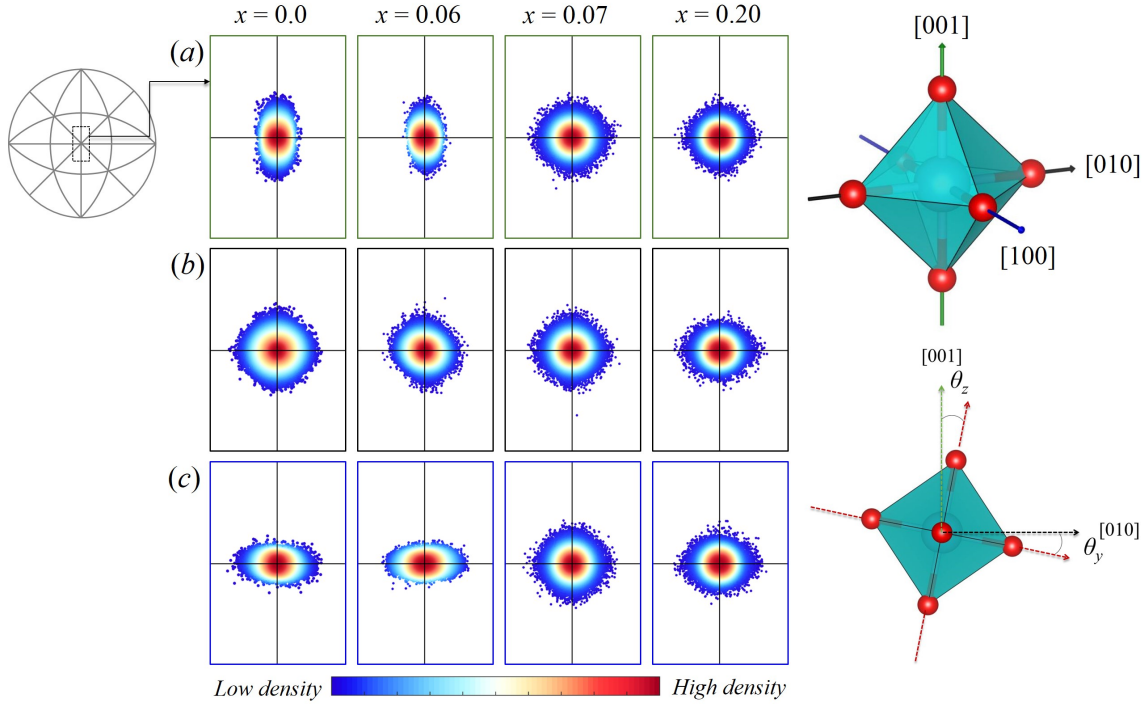 x = 0.0 x = 0.06 x = 0.07 x = 0.20
(a)
[001]
[010]
[100]
(b)
[001]
θz
(c)
[010]
θy
Low density High density